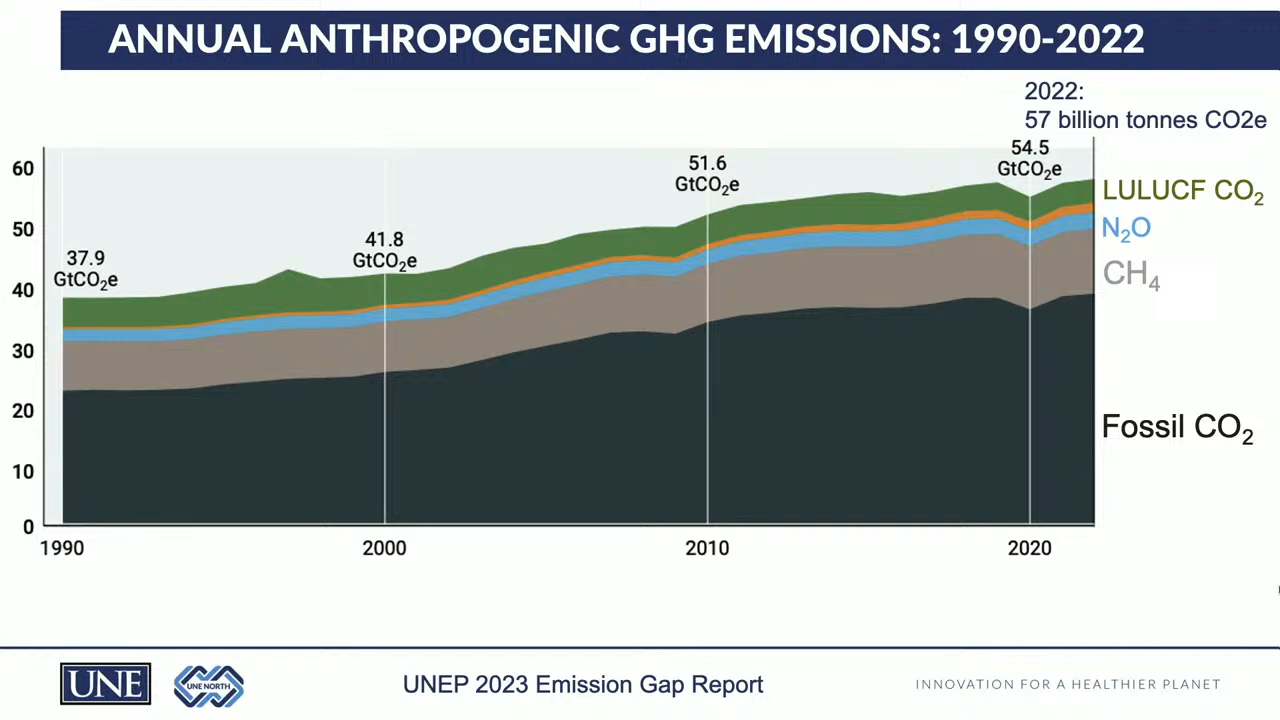 ANNUAL ANTHROPOGENIC GHG EMISSIONS: 1990-2022
2022:
57 billion tonnes CO2e
60
50
40
30
20
10
0
37.9
GtCO₂e
41.8
GtCO₂e
51.6
GtCO₂e
54.5
GtCO₂e
LULUCF CO₂
N₂O
CH₄
Fossil CO₂
1990
2000
2010
2020
UNE
UNE NORTH
UNEP 2023 Emission Gap Report
INNOVATION FOR A HEALTHIER PLANET